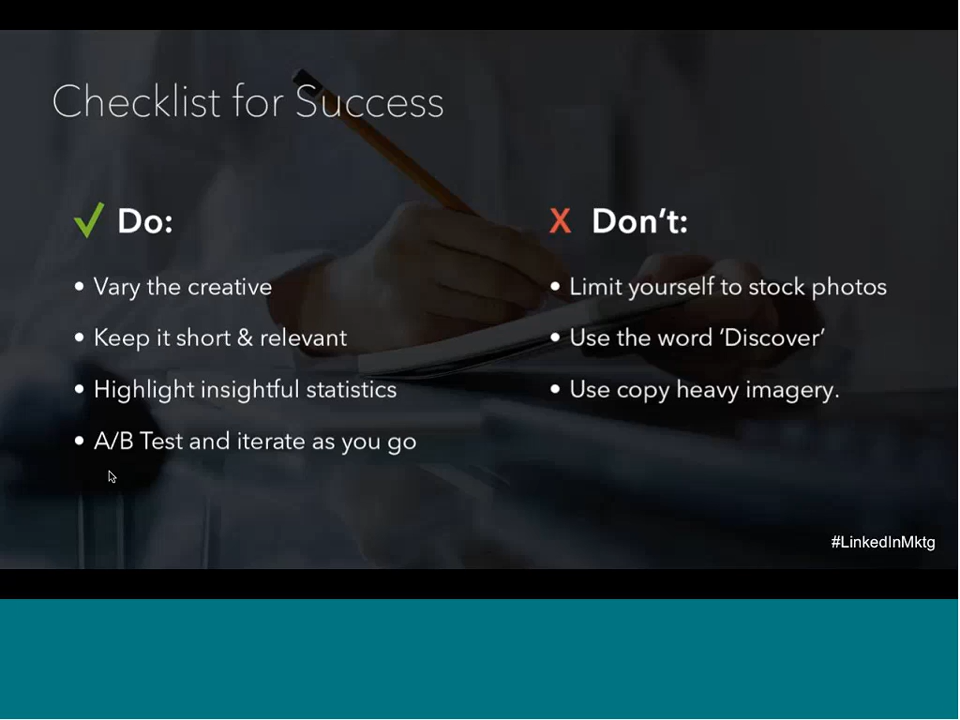 Checklist for Success
✓ Do:
• Vary the creative
• Keep it short & relevant
• Highlight insightful statistics
• A/B Test and iterate as you go
X Don’t:
• Limit yourself to stock photos
• Use the word ‘Discover’
• Use copy heavy imagery.
#LinkedInMktg